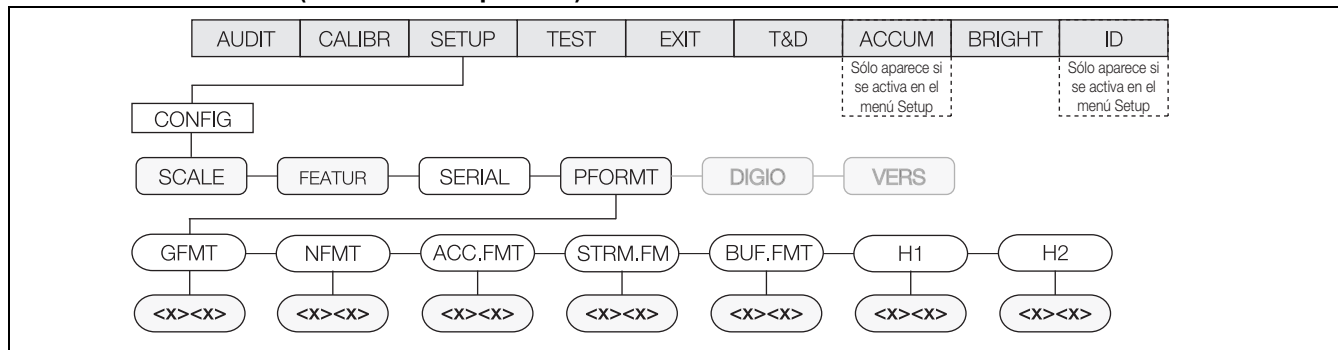 AUDIT CALIBR SETUP TEST EXIT T&D ACCUM BRIGHT ID
Sólo aparece si
se activa en el
menú Setup
Sólo aparece si
se activa en el
menú Setup
CONFIG
SCALE FEATUR SERIAL PFORMT DIGIO VERS
GFMT NFMT ACC.FMT STRM.FM BUF.FMT H1 H2
<X><X> <X><X> <X><X> <X><X> <X><X> <X><X> <X><X>